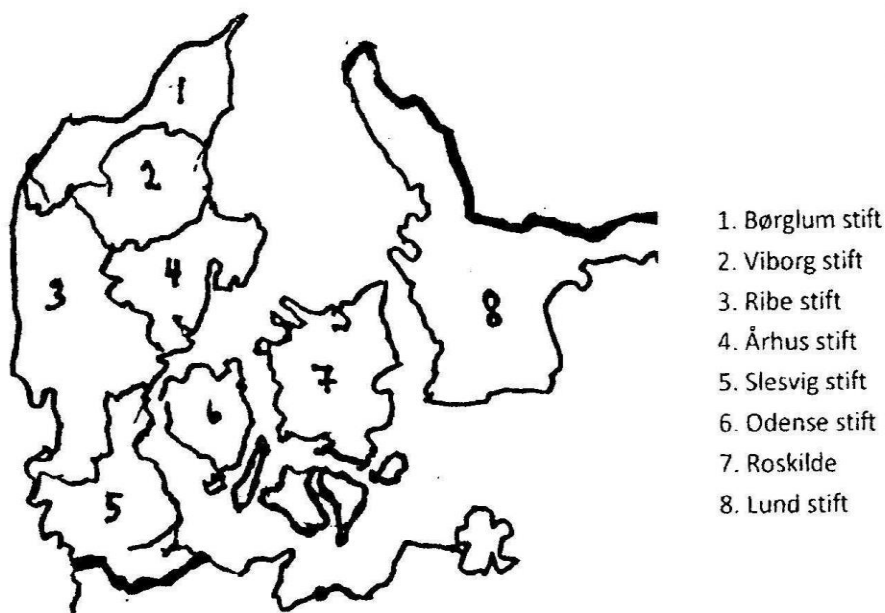 1
2
3
4
5
6
7
8
1. Børglum stift
2. Viborg stift
3. Ribe stift
4. Århus stift
5. Slesvig stift
6. Odense stift
7. Roskilde
8. Lund stift